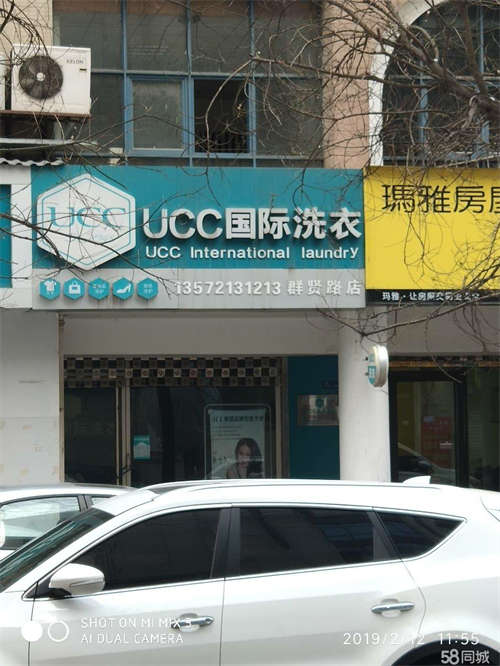 KELON
UCC
UCC国际洗衣
UCC International laundry
13572131213 群贤路店
瑪雅房屋
SHOT ON MI MIX 3
AI DUAL CAMERA
2019/2/12 11:55
58同城